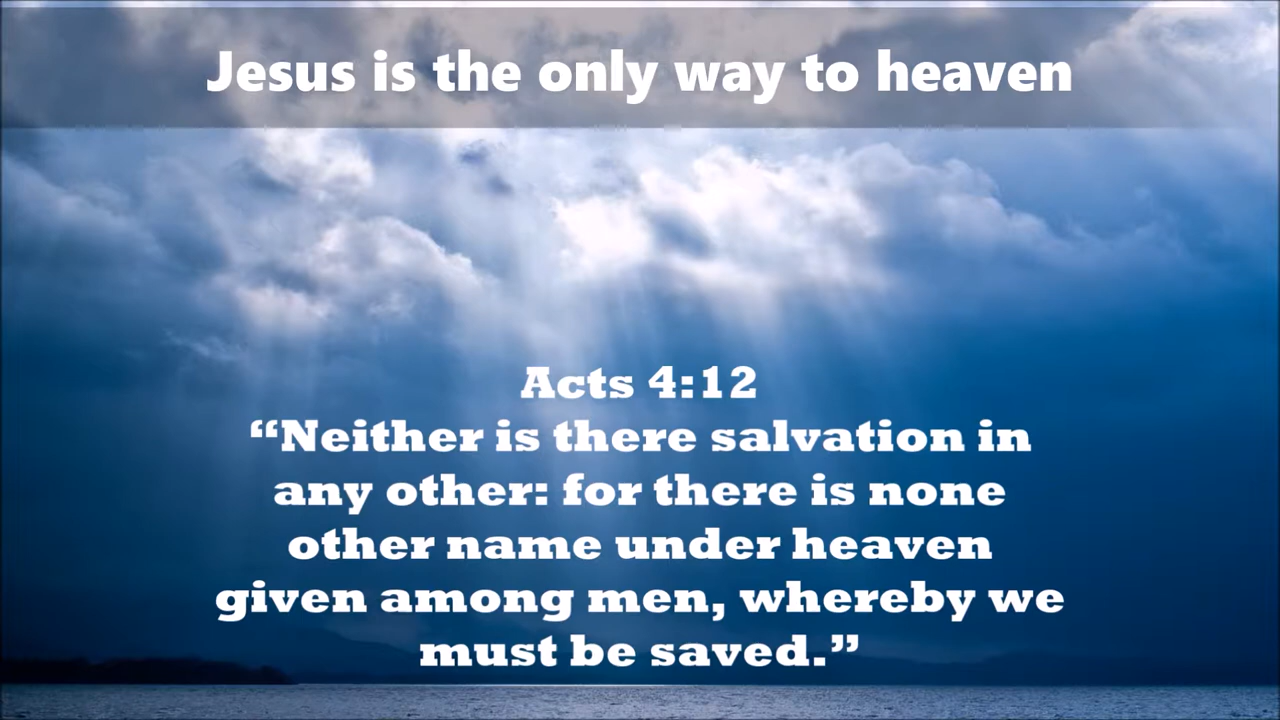 Jesus is the only way to heaven
Acts 4:12
“Neither is there salvation in
any other: for there is none
other name under heaven
given among men, whereby we
must be saved.”